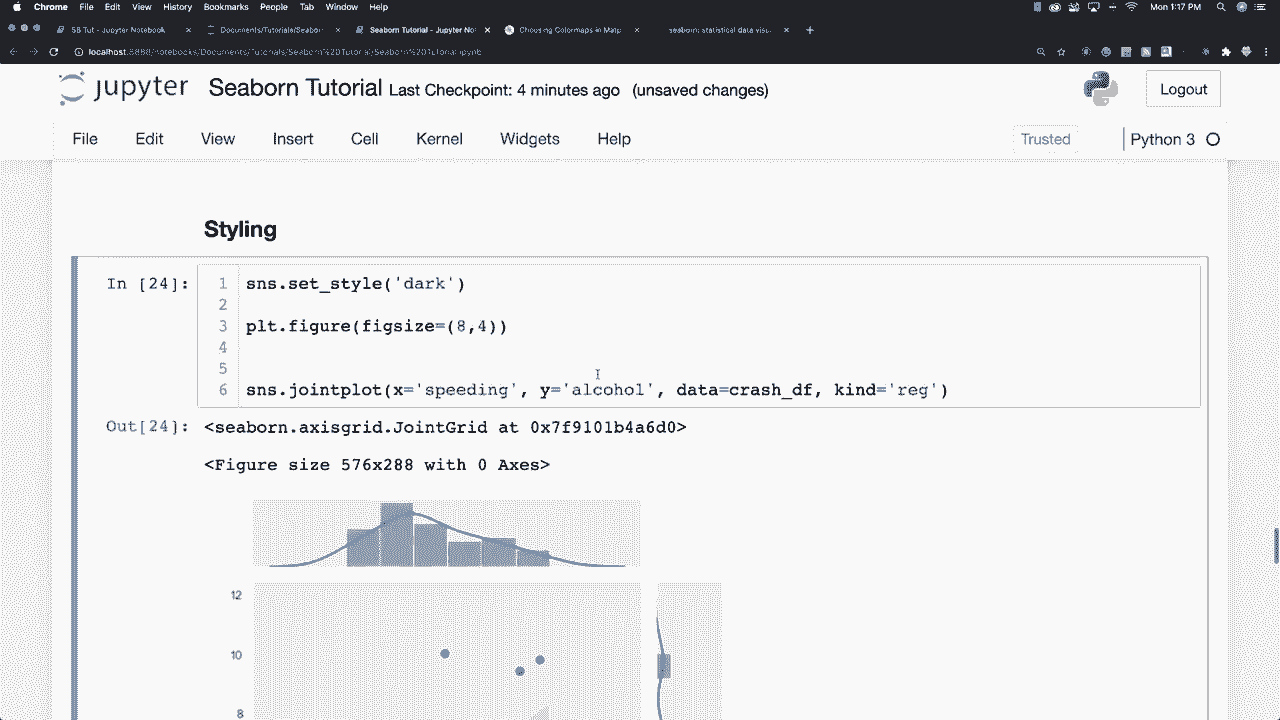 Chrome File Edit View History Bookmarks People Tab Window Help Mon 1:17 PM
SB Tut - Jupyter Notebook Documents/Tutorials/Seabor Seaborn Tutorial - Jupyter No Choosing Colormaps in Matp seaborn: statistical data visu
localhost:8888/notebooks/Documents/Tutorials/Seaborn%20Tutorial/Seaborn%20Tutorial.ipynb
jupyter Seaborn Tutorial Last Checkpoint: 4 minutes ago (unsaved changes) Logout
File Edit View Insert Cell Kernel Widgets Help Trusted Python 3
Styling
In [24]: 1 sns.set_style('dark')
2
3 plt.figure(figsize=(8,4))
4
5
6 sns.jointplot(x='speeding', y='alcohol', data=crash_df, kind='reg')
Out[24]: <seaborn.axisgrid.JointGrid at 0x7f9101b4a6d0>
<Figure size 576x288 with 0 Axes>
12
10
8